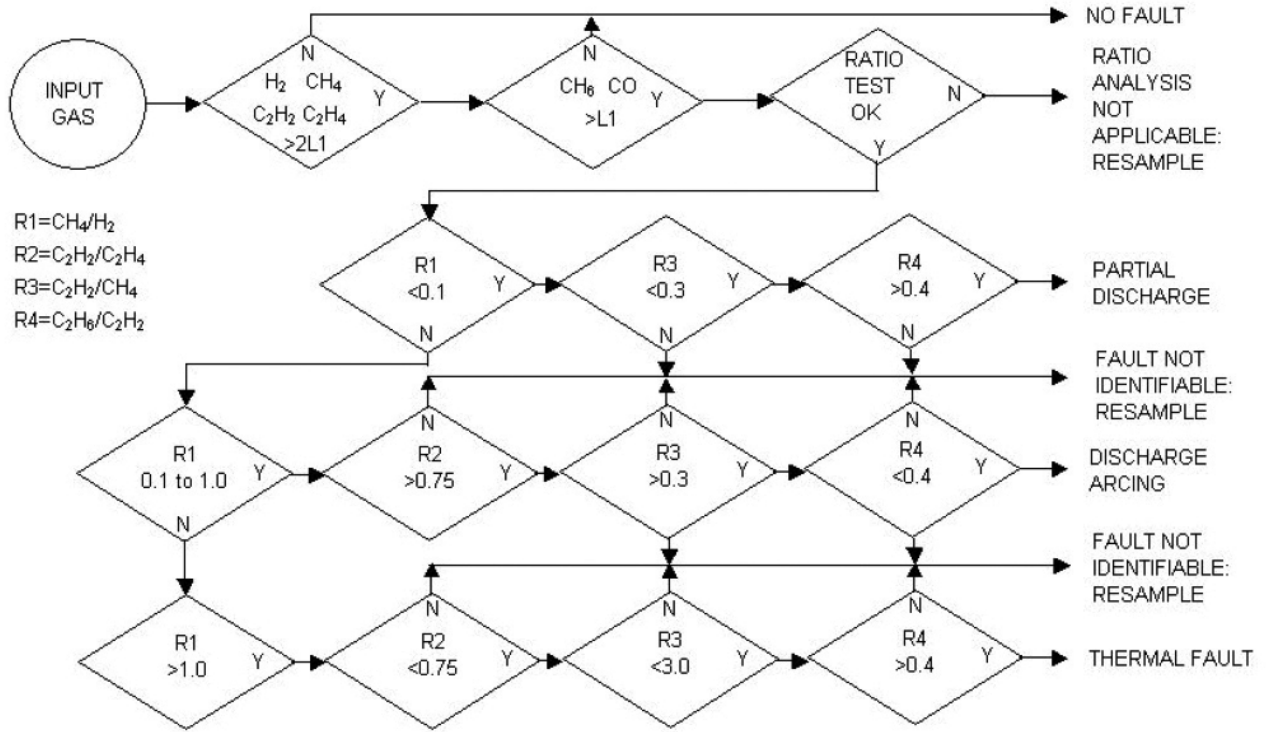 NO FAULT
INPUT
GAS
N
H₂ CH₄
Y
C₂H₂ C₂H₄
>2L1
N
CH₆ CO
Y
>L1
RATIO
TEST
OK
N
Y
RATIO
ANALYSIS
NOT
APPLICABLE:
RESAMPLE
R1=CH₄/H₂
R2=C₂H₂/C₂H₄
R3=C₂H₂/CH₄
R4=C₂H₆/C₂H₂
R1
<0.1
Y
N
R3
<0.3
Y
N
R4
>0.4
Y
N
PARTIAL
DISCHARGE
FAULT NOT
IDENTIFIABLE:
RESAMPLE
R1
0.1 to 1.0
Y
N
N
R2
>0.75
Y
N
R3
>0.3
Y
N
R4
<0.4
Y
DISCHARGE
ARCING
FAULT NOT
IDENTIFIABLE:
RESAMPLE
R1
>1.0
Y
N
R2
<0.75
Y
N
R3
<3.0
Y
N
R4
>0.4
Y
THERMAL FAULT